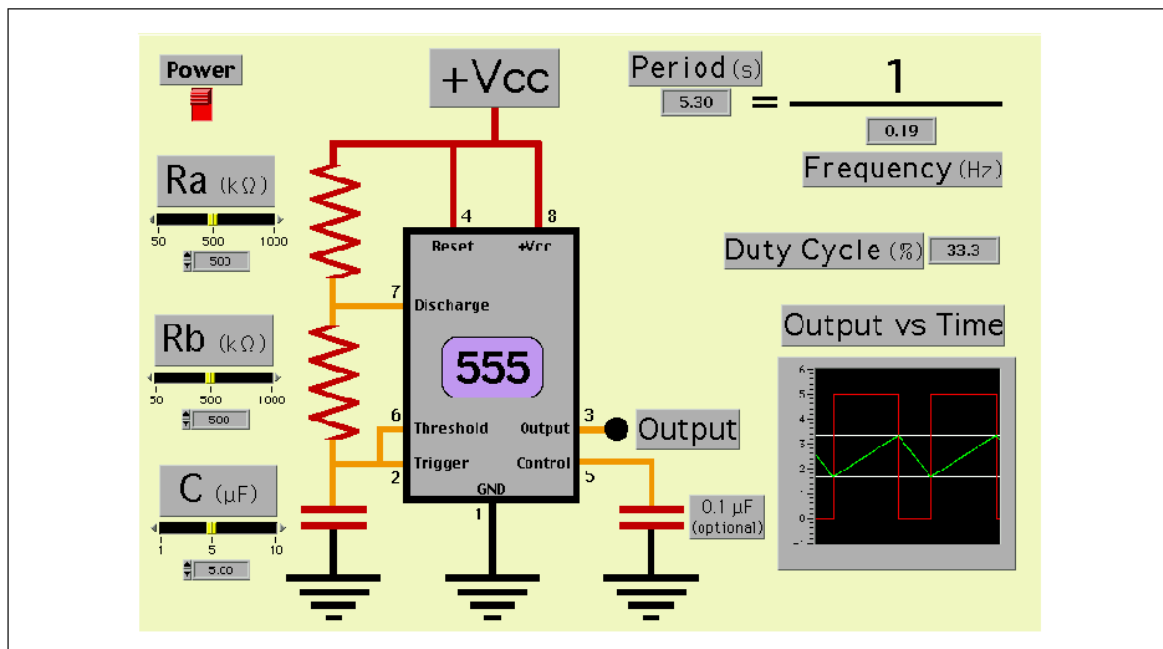 Power
+Vcc
Period (s)
5.30
=
1
0.19
Frequency (Hz)
Ra (kΩ)
50 500 1000
500
4 8
Reset +Vcc
Duty Cycle (%) 33.3
7
Discharge
Rb (kΩ)
50 500 1000
500
555
Output vs Time
6
5
4
3
2
1
0
-1
6 3
Threshold Output
Output
Trigger Control
2 5
GND
1
C (µF)
1 5 10
5.00
0.1 µF
(optional)